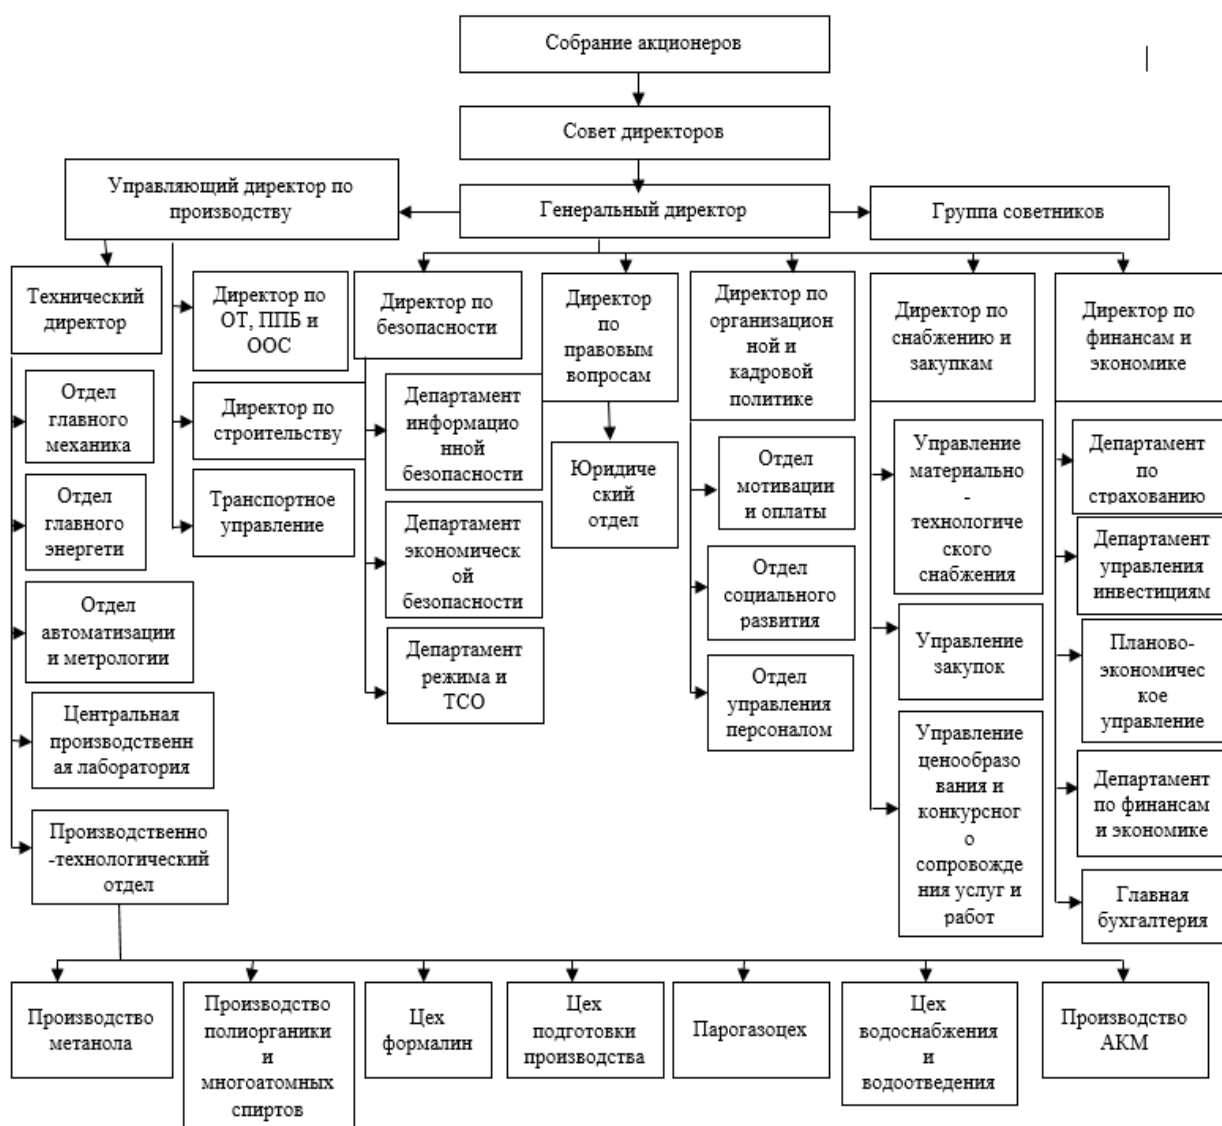 Собрание акционеров
Совет директоров
Управляющий директор по
производству
Генеральный директор
Группа советников
Технический
директор
Директор по
ОТ, ППБ и
ООС
Директор по
безопасности
Директор
по
правовым
вопросам
Директор по
организацион
ной и
кадровой
политике
Директор по
снабжению и
закупкам
Директор по
финансам и
экономике
Отдел
главного
механика
Директор по
строительству
Департамент
информацио
нной
безопасности
Юридиче
ский
отдел
Отдел
мотивации
и оплаты
Управление
материально
-
технологиче
ского
снабжения
Департамент
по
страхованию
Отдел
главного
энергети
Транспортное
управление
Департамент
экономическ
ой
безопасности
Отдел
социального
развития
Департамент
управления
инвестициям
Отдел
автоматизации
и метрологии
Департамент
режима и
ТСО
Отдел
управления
персоналом
Управление
закупок
Планово-
экономичес
кое
управление
Центральная
производственн
ая лаборатория
Управление
ценообразо
вания и
конкурсног
о
сопровожде
ния услуг и
работ
Департамент
по финансам
и экономике
Производственно
-технологический
отдел
Главная
бухгалтерия
Производство
метанола
Производство
полиорганики
и
многоатомных
спиртов
Цех
формалин
Цех
подготовки
производства
Парогазоцех
Цех
водоснабжения
и
водоотведения
Производство
АКМ